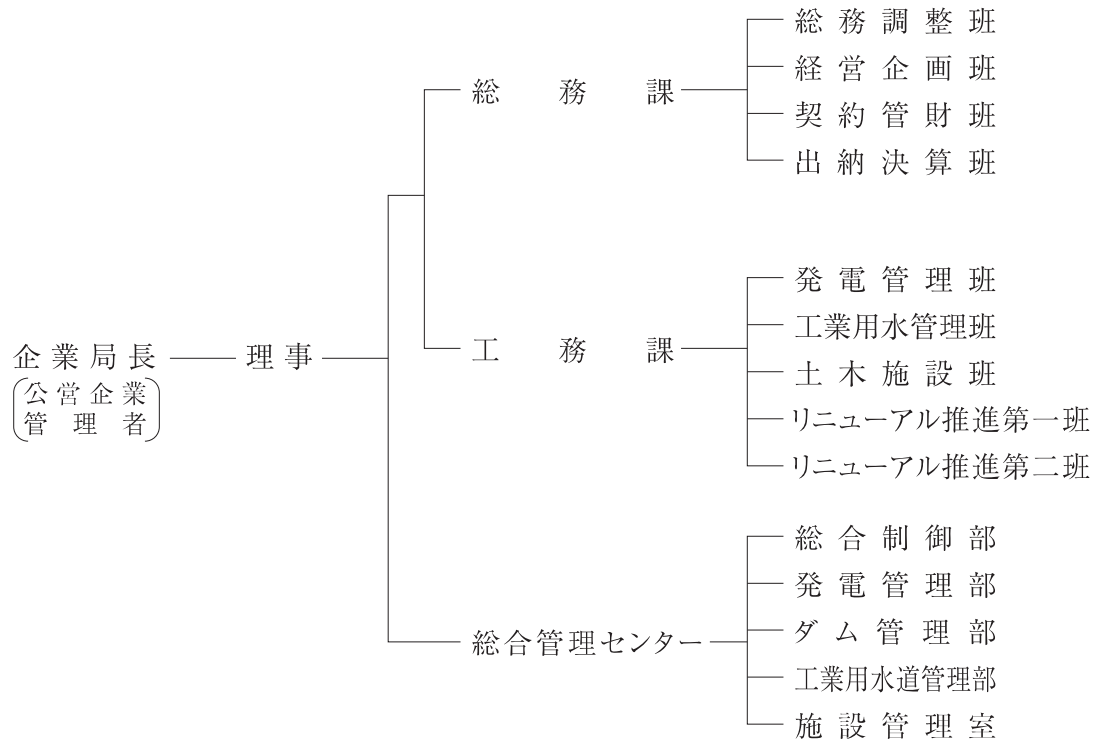 総務調整班
経営企画班
総務課
契約管財班
出納決算班
発電管理班
工業用水管理班
企業局長
理事
工務課
公営企業
管理者
土木施設班
リニューアル推進第一班
リニューアル推進第二班
総合制御部
発電管理部
ダム管理部
総合管理センター
工業用水道管理部
施設管理室